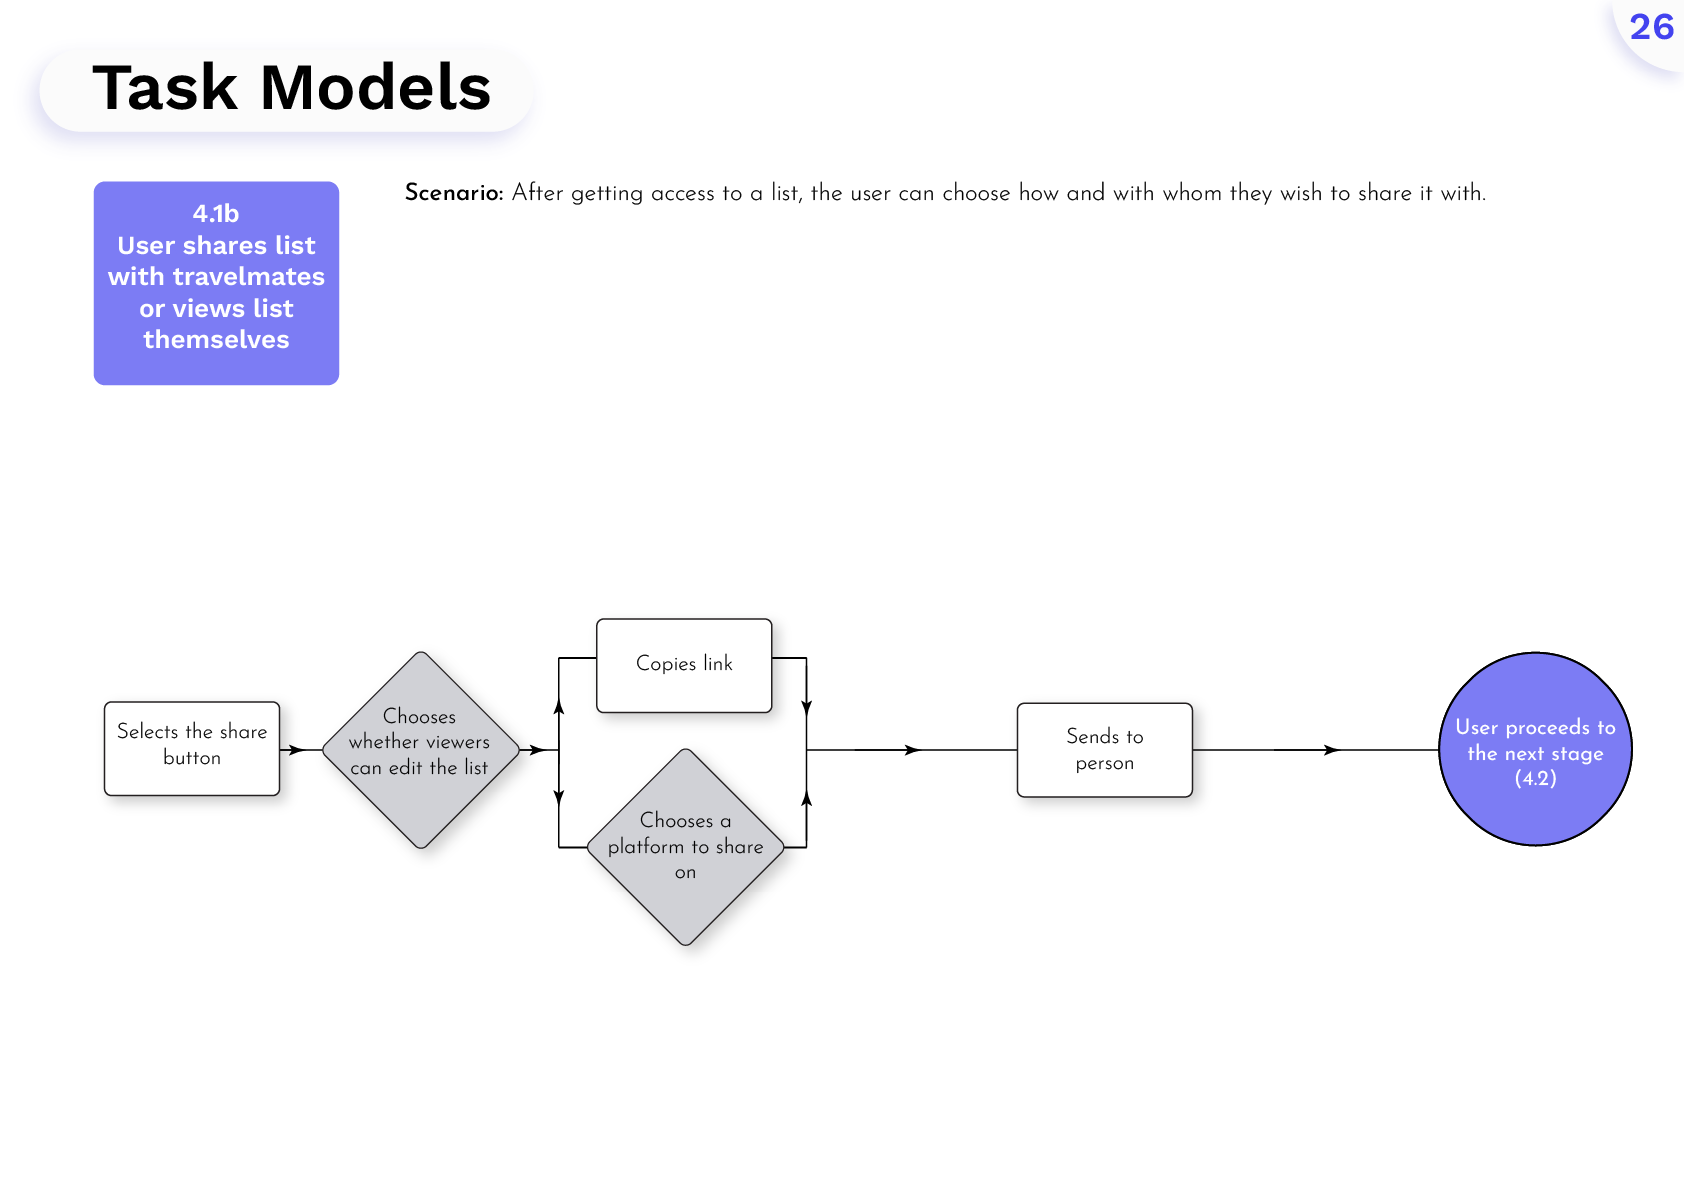 26
Task Models
4.1b
User shares list
with travelmates
or views list
themselves
Scenario: After getting access to a list, the user can choose how and with whom they wish to share it with.
Selects the share
button
Chooses
whether viewers
can edit the list
Copies link
Chooses a
platform to share
on
Sends to
person
User proceeds to
the next stage
(4.2)